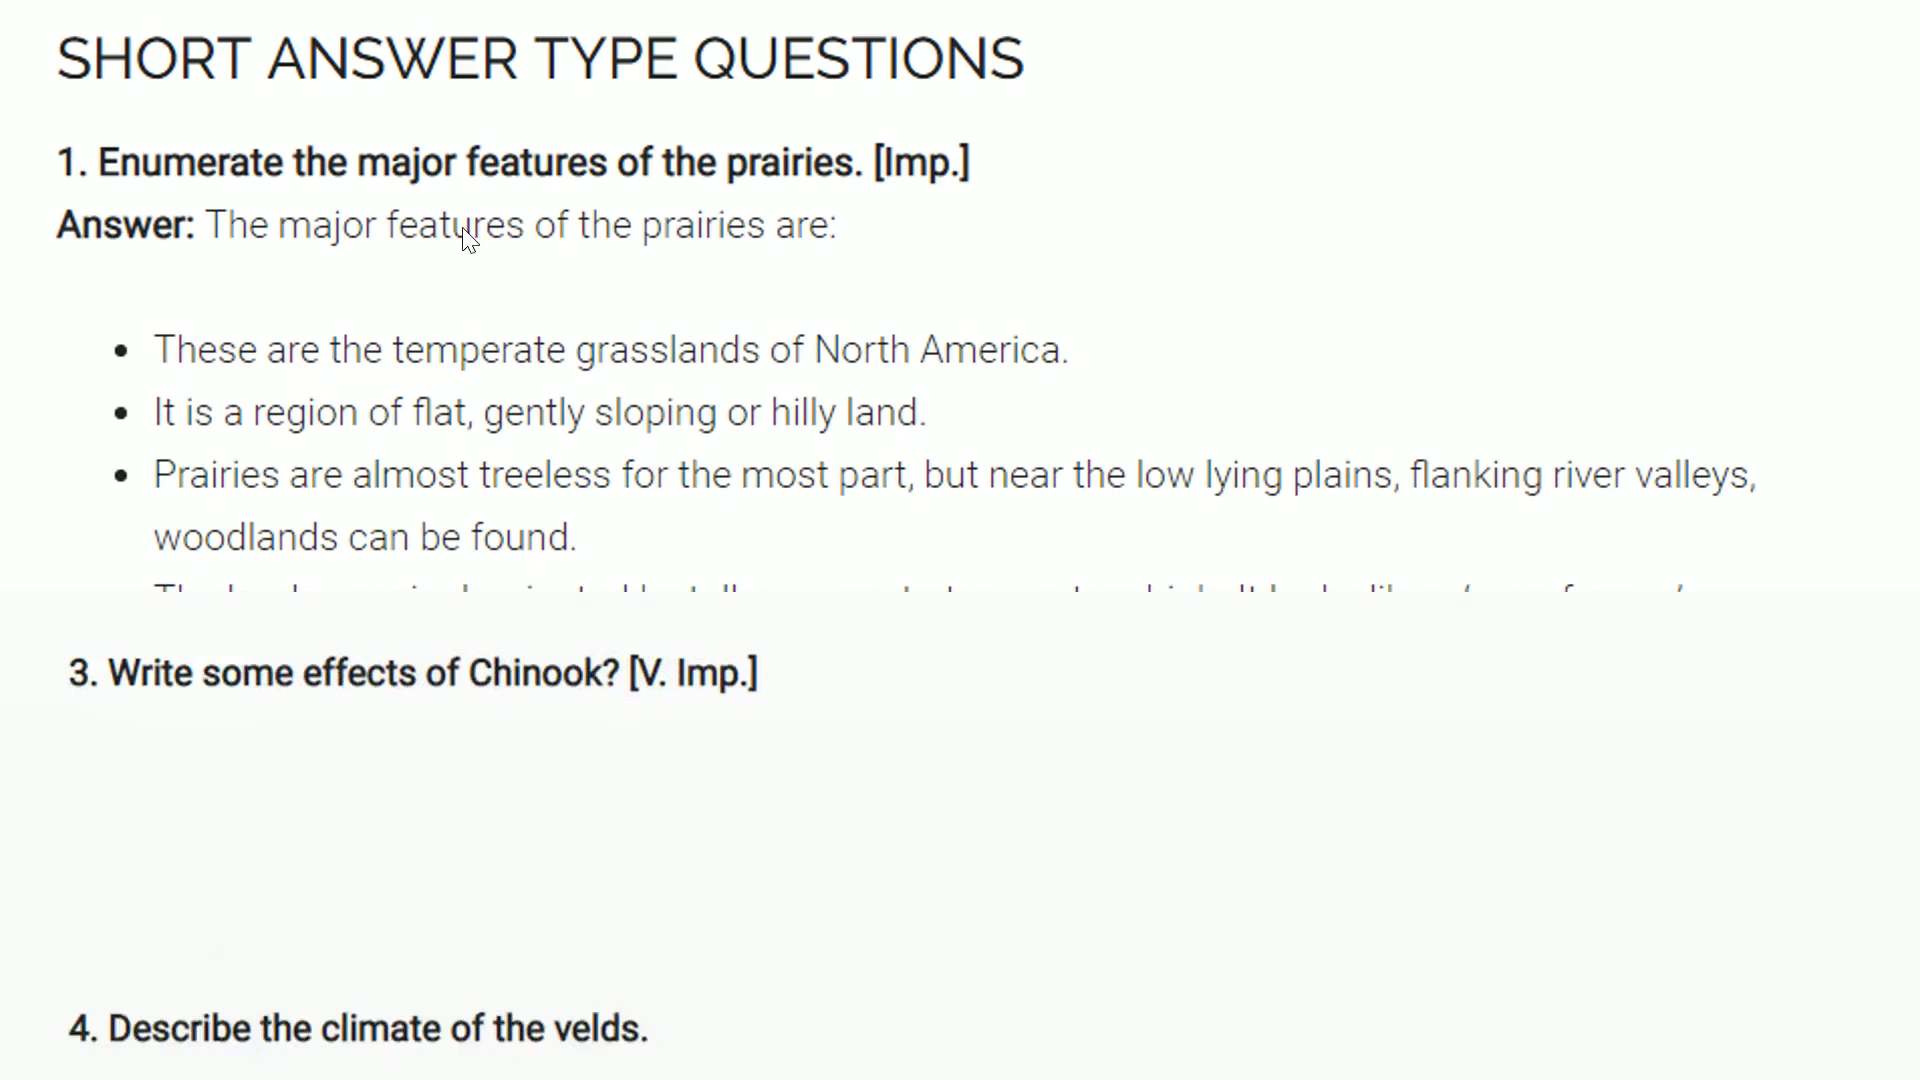 SHORT ANSWER TYPE QUESTIONS
1. Enumerate the major features of the prairies. [Imp.]
Answer: The major features of the prairies are:
• These are the temperate grasslands of North America.
• It is a region of flat, gently sloping or hilly land.
• Prairies are almost treeless for the most part, but near the low lying plains, flanking river valleys,
woodlands can be found.
3. Write some effects of Chinook? [V. Imp.]
4. Describe the climate of the velds.